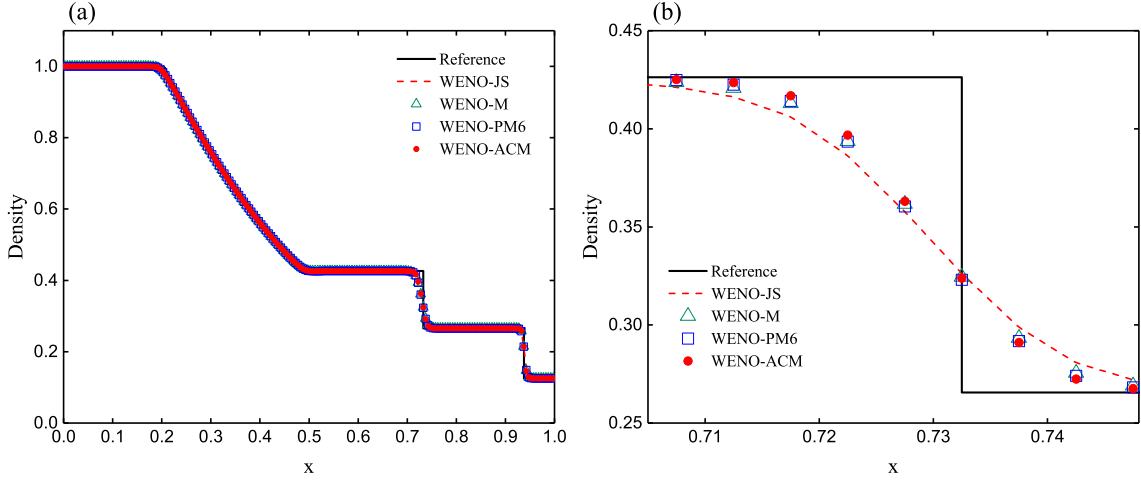 (a)
Density
1.0
0.8
0.6
0.4
0.2
0.0
0.0 0.1 0.2 0.3 0.4 0.5 0.6 0.7 0.8 0.9 1.0
x
Reference
WENO-JS
WENO-M
WENO-PM6
WENO-ACM
(b)
Density
0.45
0.40
0.35
0.30
0.25
0.71 0.72 0.73 0.74
x
Reference
WENO-JS
WENO-M
WENO-PM6
WENO-ACM